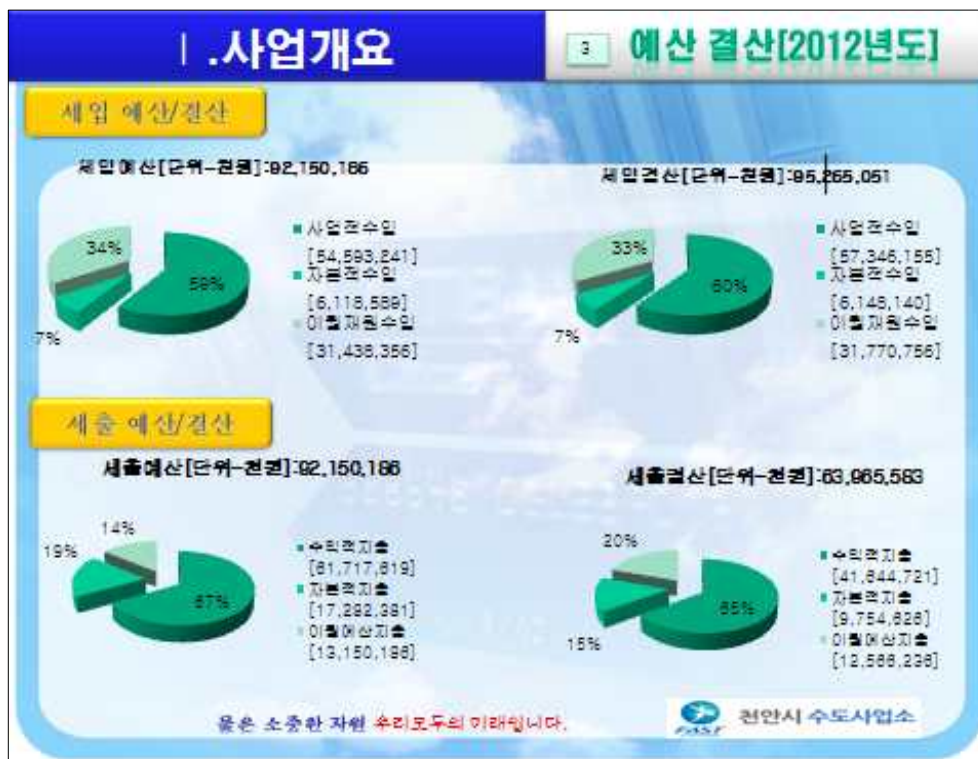 Ⅰ.사업개요
3 예산 결산[2012년도]
세입 예산/결산
세입예산[단위-천원]:92,150,166
세입결산[단위-천원]:95,265,051
34%
59%
7%
사업적수입
[54,593,241]
자본적수입
[6,118,569]
이월재원수입
[31,438,356]
33%
60%
7%
사업적수입
[57,346,155]
자본적수입
[6,148,140]
이월재원수입
[31,770,756]
세출 예산/결산
세출예산[단위-천원]:92,150,186
세출결산[단위-천원]:63,965,583
14%
19%
67%
수익적지출
[61,717,619]
자본적지출
[17,282,381]
이월예산지출
[13,150,186]
20%
65%
15%
수익적지출
[41,644,721]
자본적지출
[9,754,626]
이월예산지출
[12,566,236]
물은 소중한 자원 우리모두의 미래입니다.
FAST 천안시 수도사업소